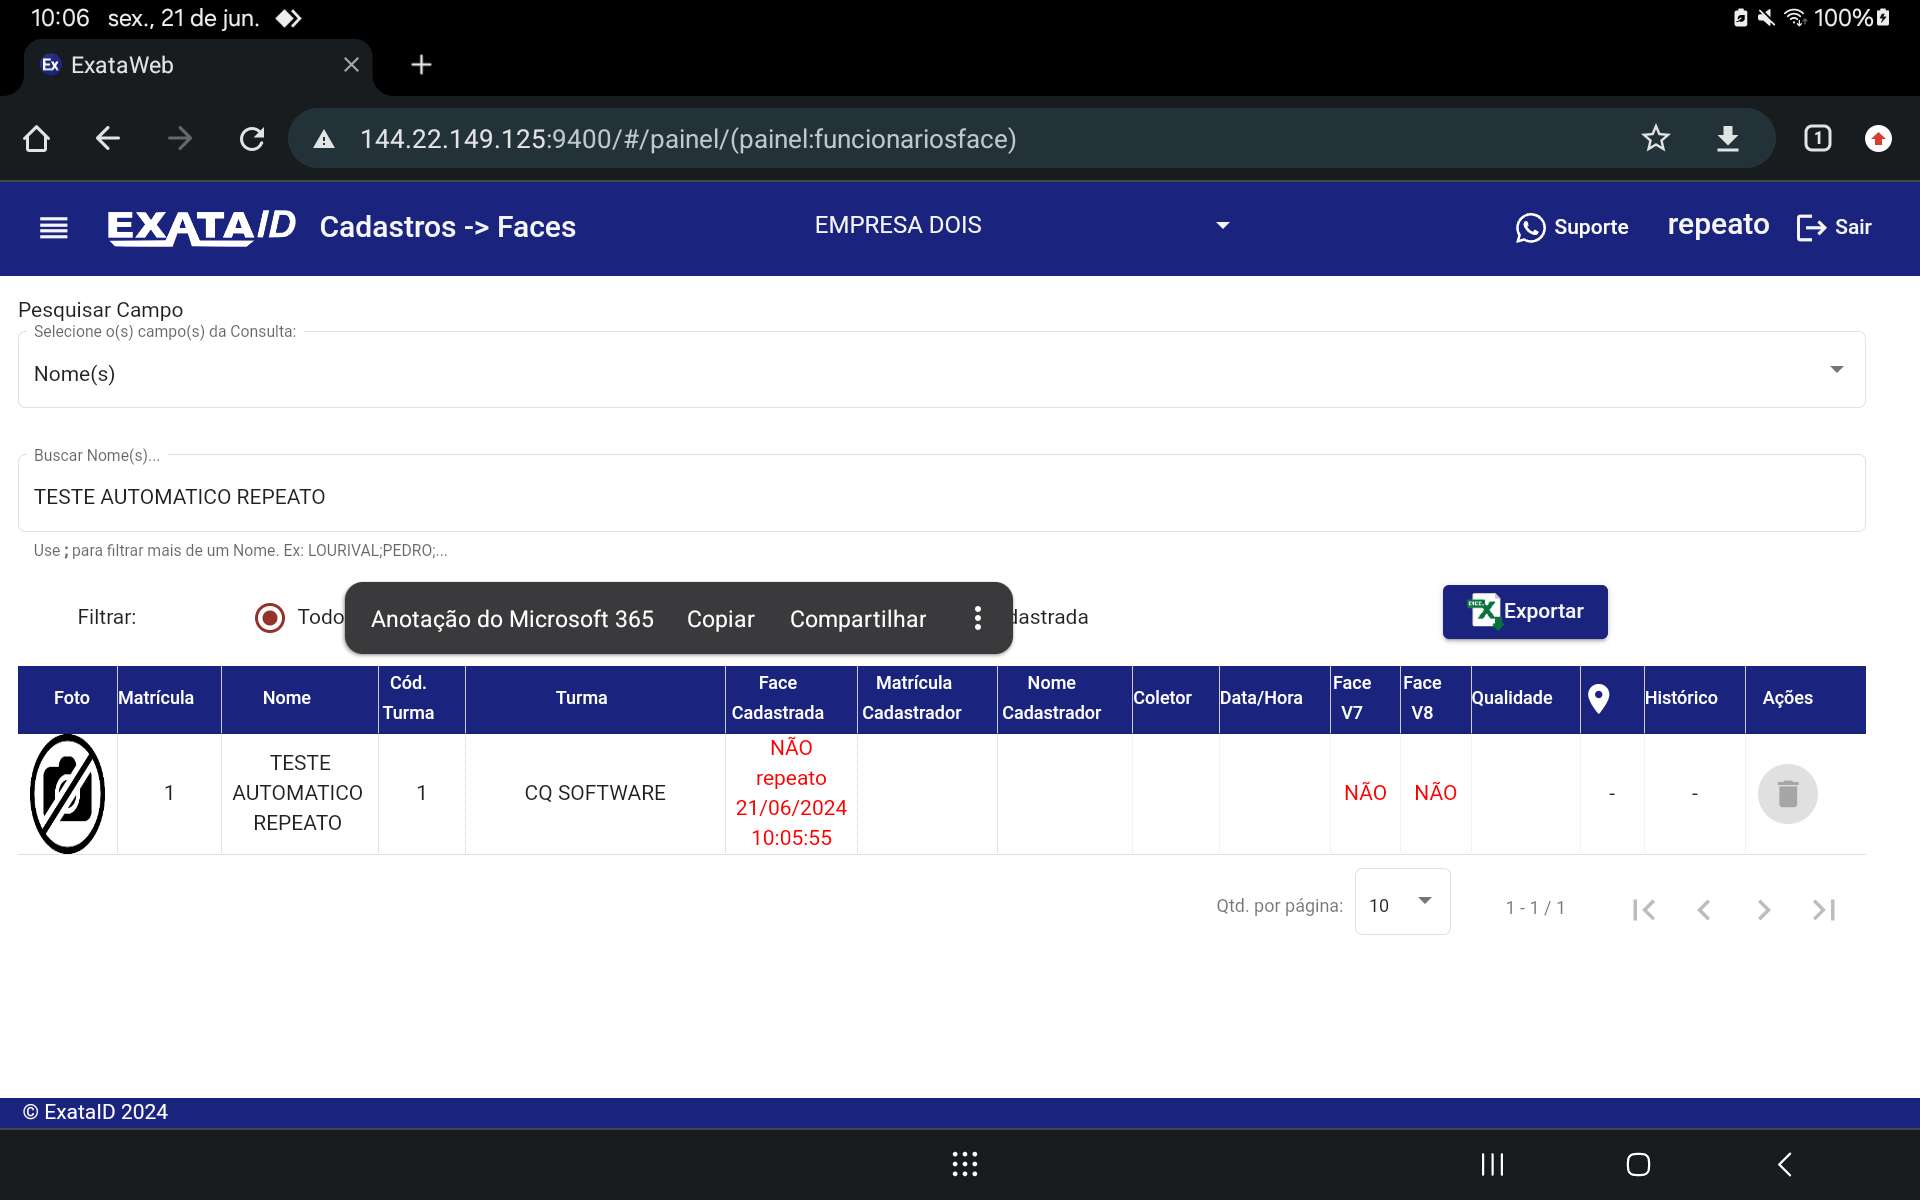 10:06 sex., 21 de jun. 100%
Ex ExataWeb
144.22.149.125:9400/#/painel/(painel:funcionariosface) 1
EXATA/ID Cadastros -> Faces EMPRESA DOIS Suporte repeato Sair
Pesquisar Campo
Selecione o(s) campo(s) da Consulta:
Nome(s)
Buscar Nome(s)...
TESTE AUTOMATICO REPEATO
Use ; para filtrar mais de um Nome. Ex: LOURIVAL;PEDRO;...
Filtrar: Todo Anotação do Microsoft 365 Copiar Compartilhar dastrada Exportar
Foto Matrícula Nome Cód. Turma Turma Face Cadastrada Matrícula Cadastrador Nome Cadastrador Coletor Data/Hora Face V7 Face V8 Qualidade Histórico Ações
1 TESTE AUTOMATICO REPEATO 1 CQ SOFTWARE NÃO repeato 21/06/2024 10:05:55 NÃO NÃO - -
Qtd. por página: 10 1 - 1 / 1
© ExataID 2024